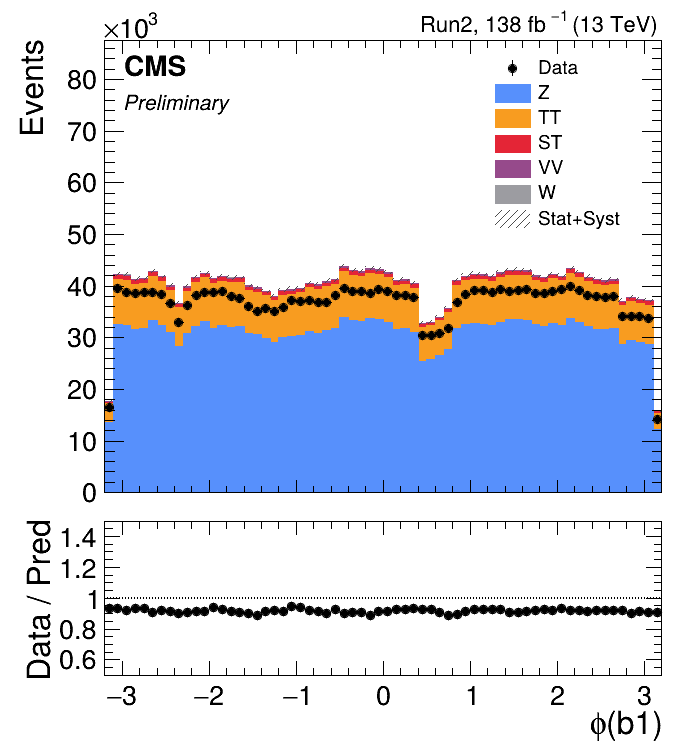 ×10³
Run2, 138 fb⁻¹ (13 TeV)
CMS
Preliminary
Events
80
70
60
50
40
30
20
10
0
Data
Z
TT
ST
VV
W
Stat+Syst
Data / Pred
1.4
1.2
1
0.8
0.6
−3 −2 −1 0 1 2 3
ϕ(b1)